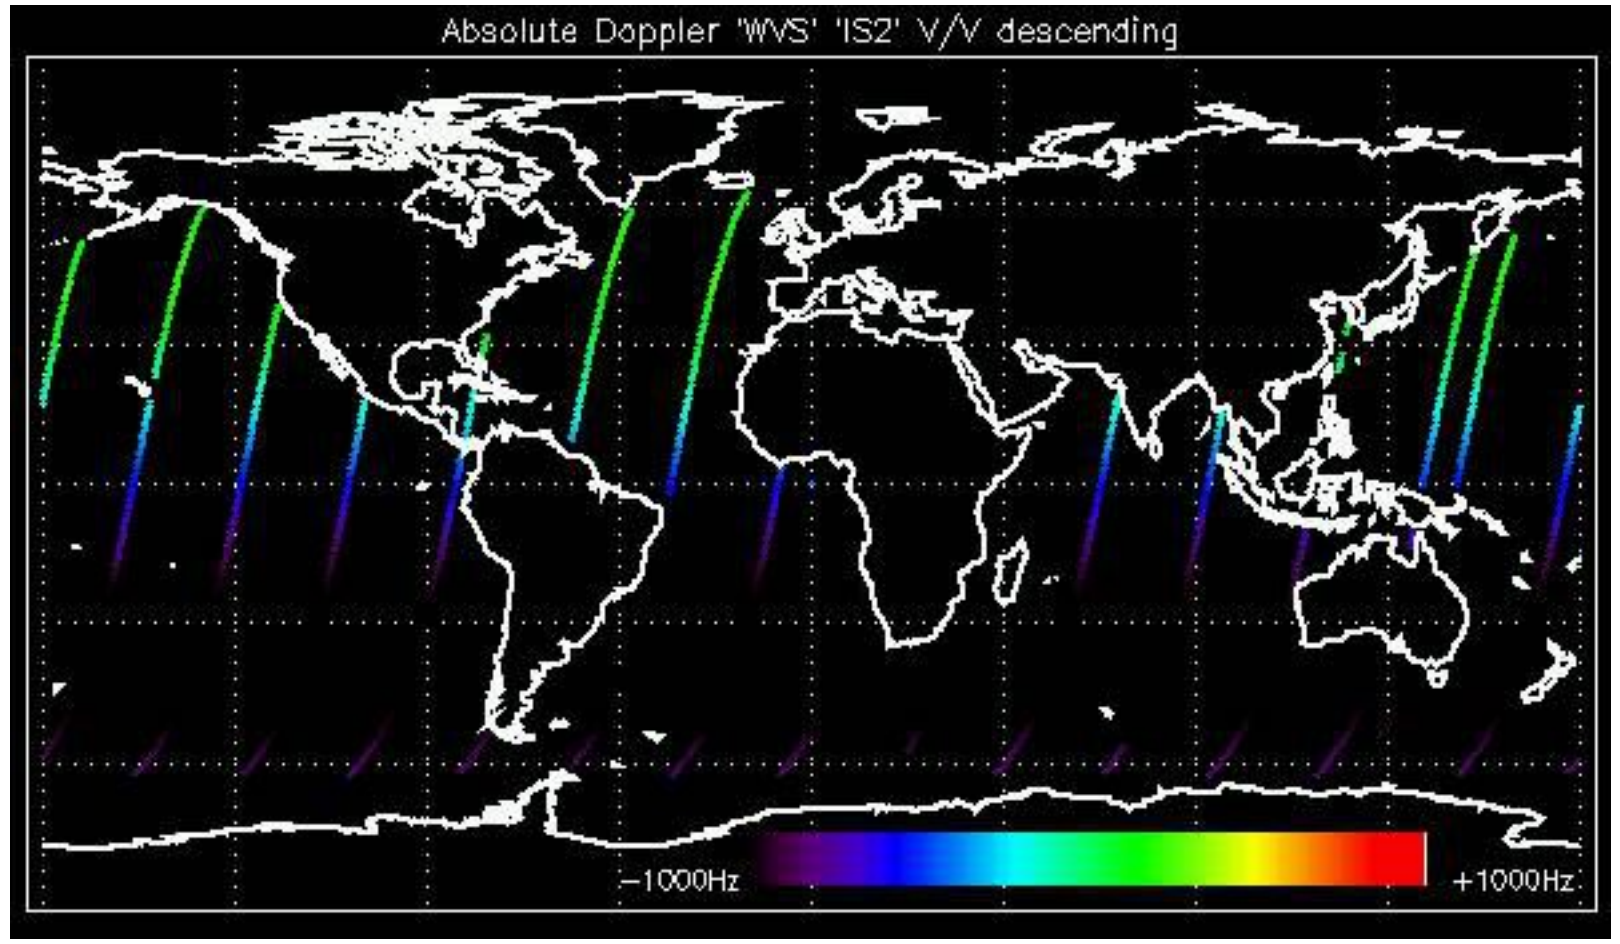 Absolute Doppler 'WVS' 'IS2' V/V descending
−1000Hz
+1000Hz